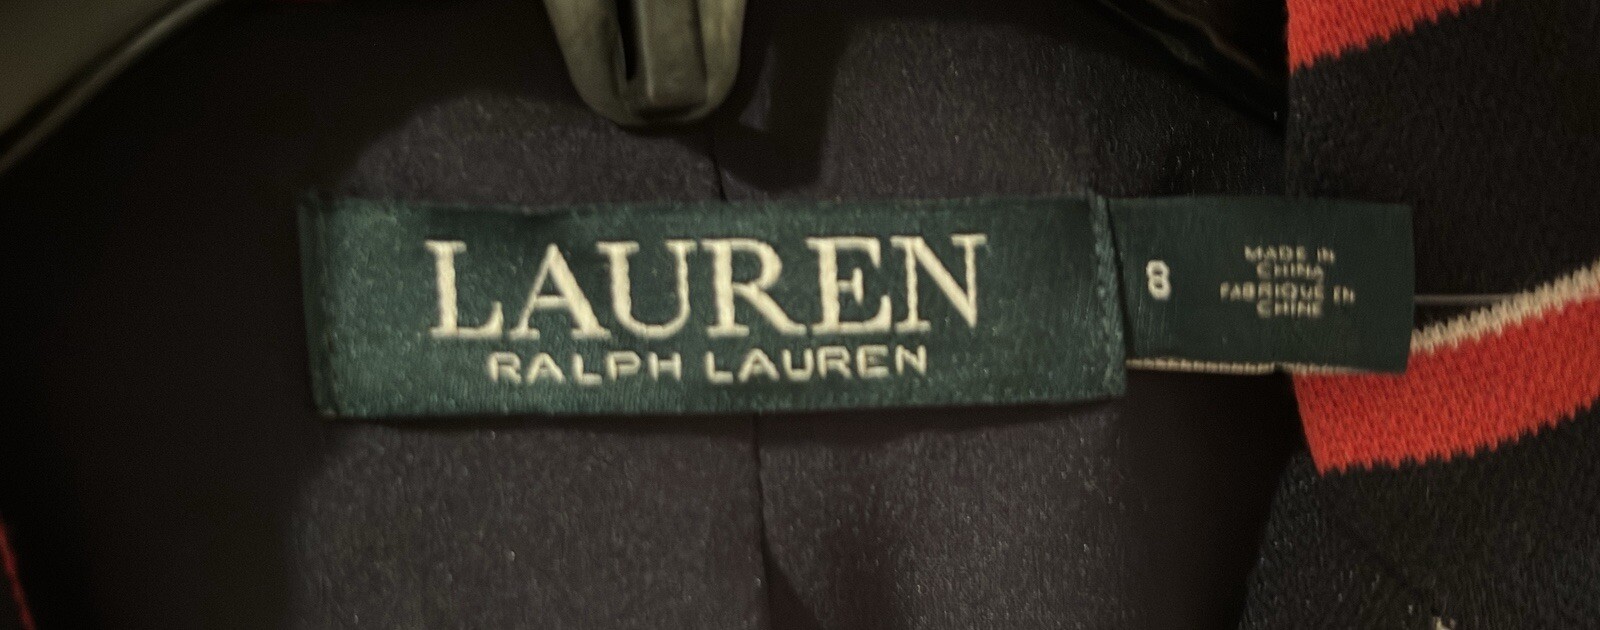 LAUREN
RALPH LAUREN
8
MADE IN
CHINA
FABRIQUÉ EN
CHINE